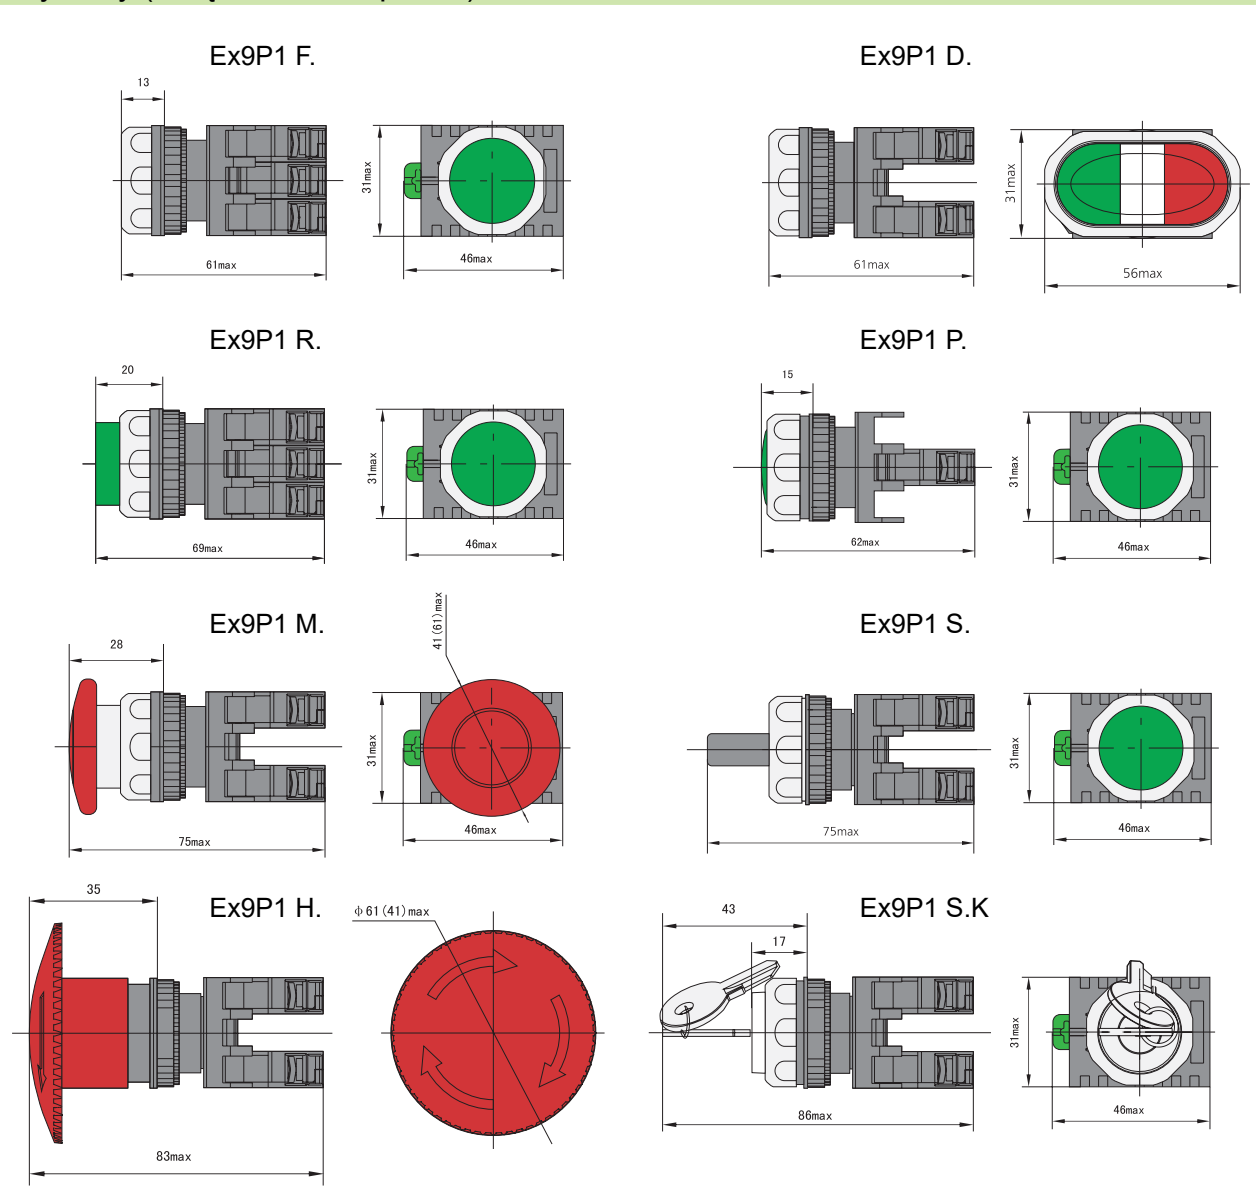 Ex9P1 F.
13
61max
31max
46max
Ex9P1 D.
61max
31max
56max
Ex9P1 R.
20
69max
31max
46max
Ex9P1 P.
15
62max
31max
46max
Ex9P1 M.
28
75max
31max
41(61)max
46max
Ex9P1 S.
75max
31max
46max
Ex9P1 H.
35
83max
ϕ61(41)max
Ex9P1 S.K
43
17
86max
31max
46max